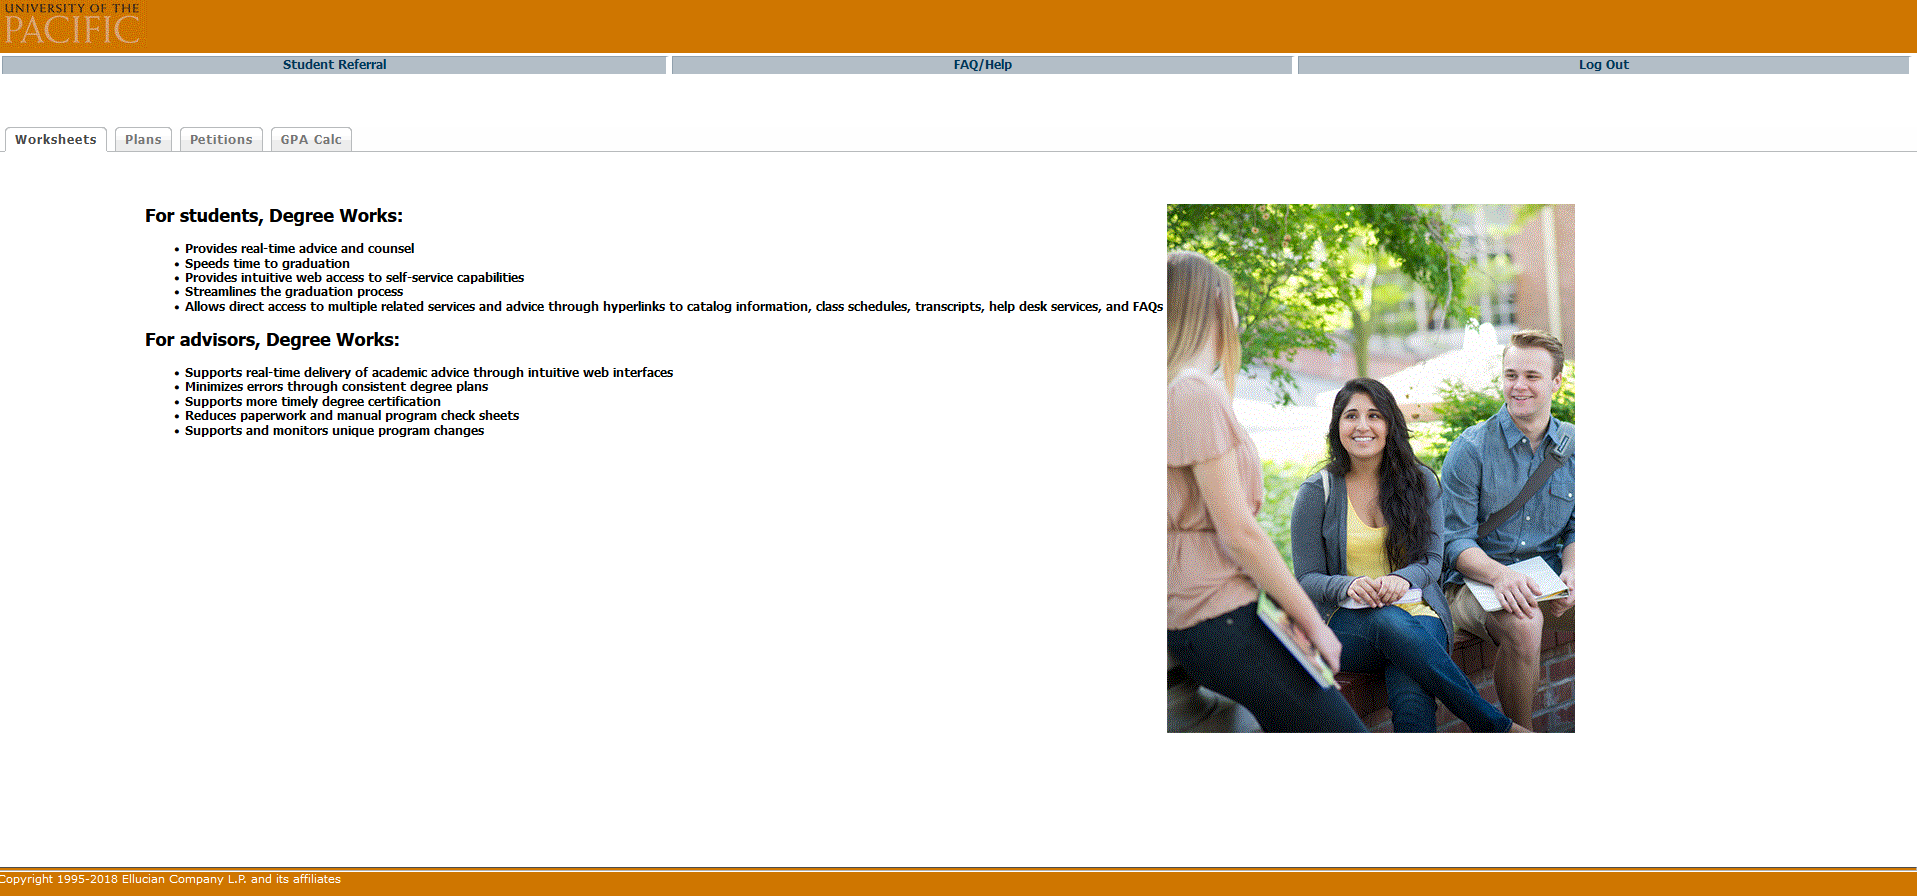 UNIVERSITY OF THE
PACIFIC
Student Referral
FAQ/Help
Log Out
Worksheets
Plans
Petitions
GPA Calc
For students, Degree Works:
• Provides real-time advice and counsel
• Speeds time to graduation
• Provides intuitive web access to self-service capabilities
• Streamlines the graduation process
• Allows direct access to multiple related services and advice through hyperlinks to catalog information, class schedules, transcripts, help desk services, and FAQs
For advisors, Degree Works:
• Supports real-time delivery of academic advice through intuitive web interfaces
• Minimizes errors through consistent degree plans
• Supports more timely degree certification
• Reduces paperwork and manual program check sheets
• Supports and monitors unique program changes
Copyright 1995-2018 Ellucian Company L.P. and its affiliates